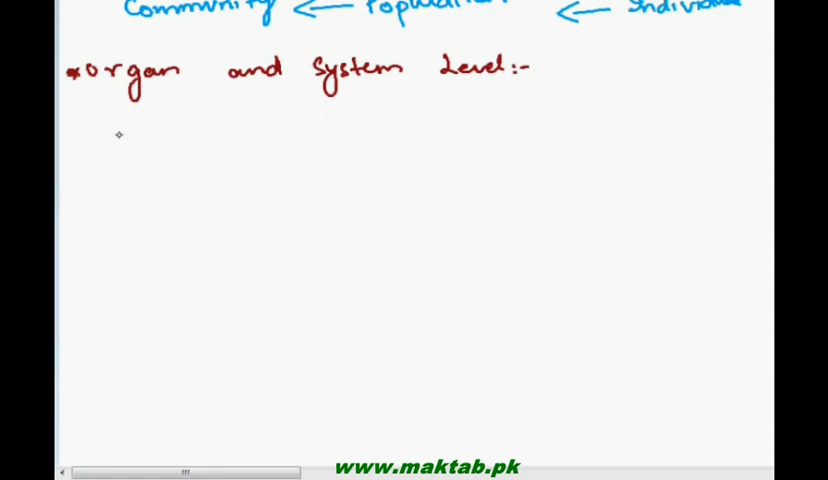 Community ← Population ← Individual
*Organ and System Level:-
www.maktab.pk